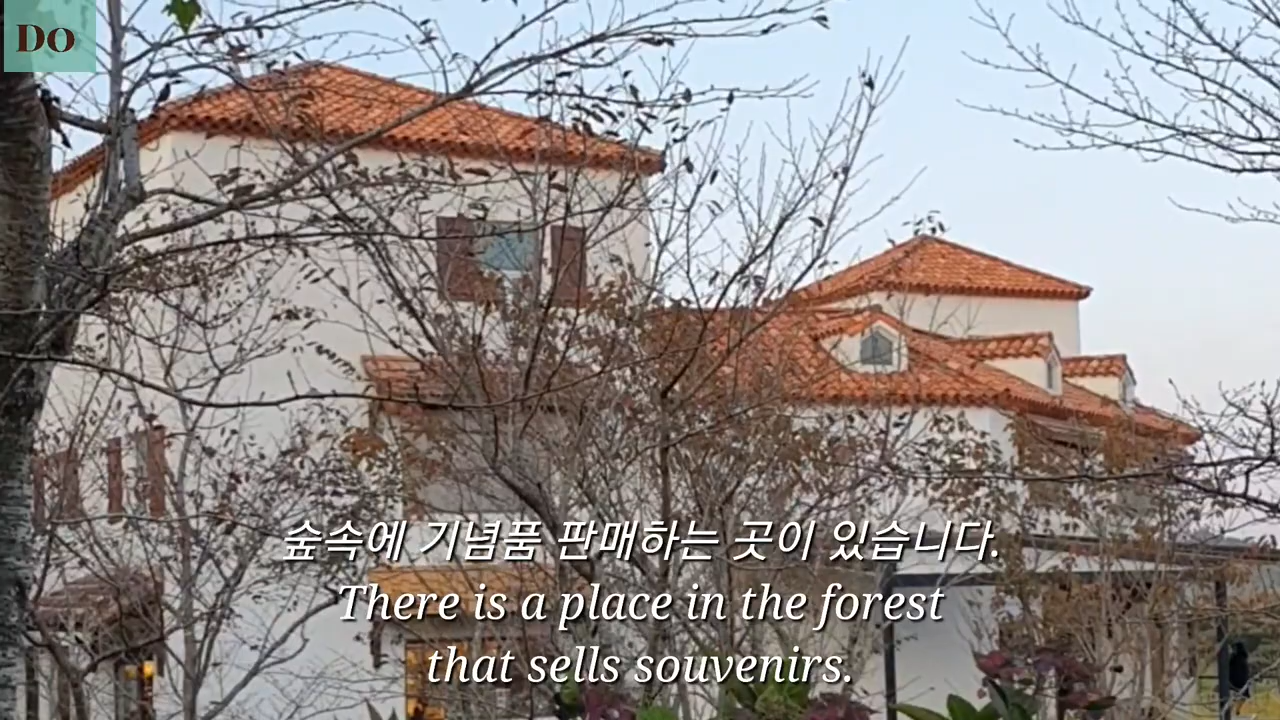 DO
숲속에 기념품 판매하는 곳이 있습니다.
There is a place in the forest
that sells souvenirs.